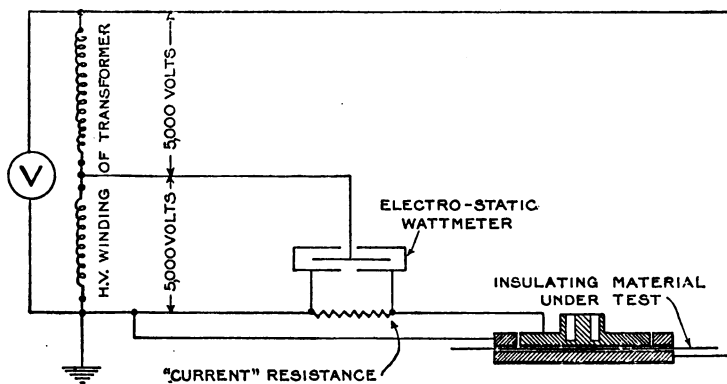 H.V. WINDING OF TRANSFORMER
5,000 VOLTS
5,000 VOLTS
V
ELECTRO-STATIC
WATTMETER
INSULATING MATERIAL
UNDER TEST
"CURRENT" RESISTANCE